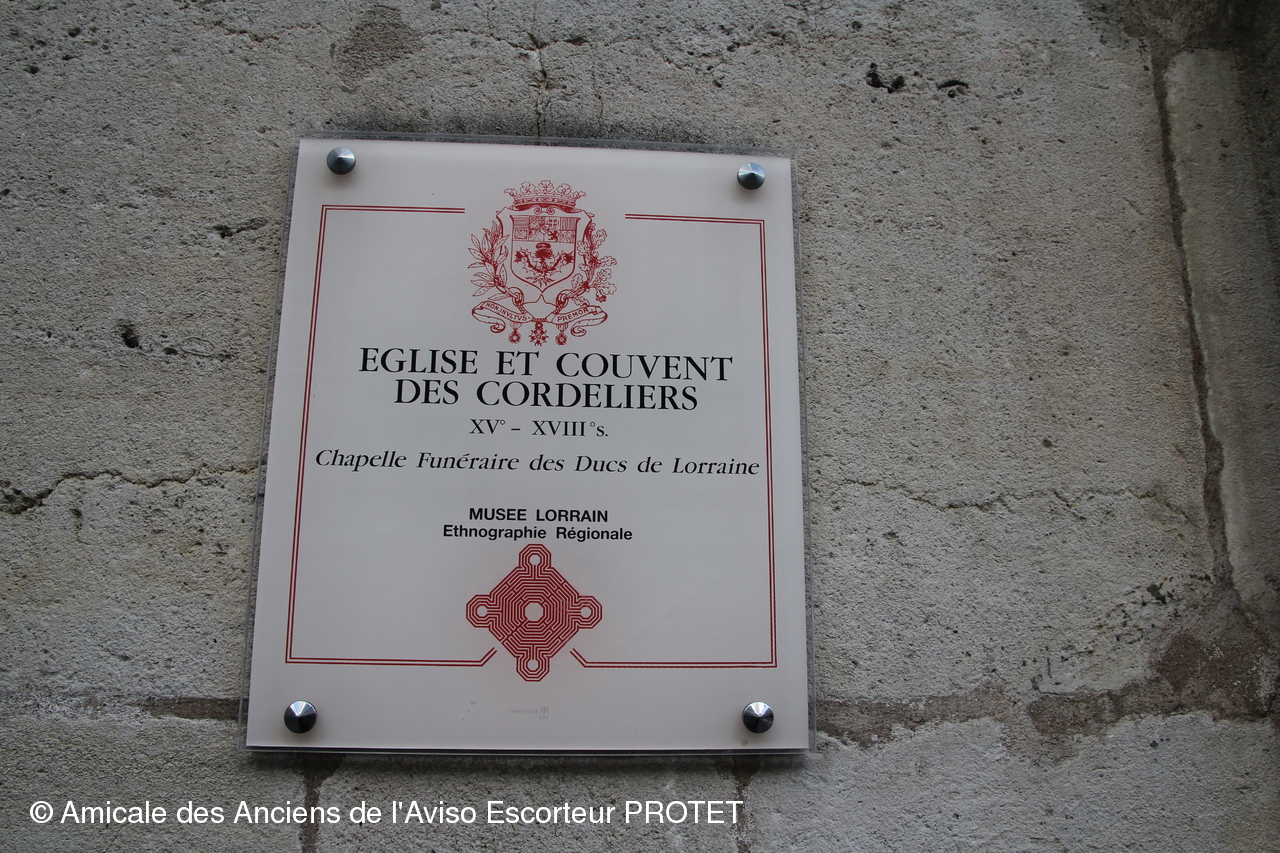 NON INVLTVS PREMOR
EGLISE ET COUVENT
DES CORDELIERS
XV° – XVIII°s.
Chapelle Funéraire des Ducs de Lorraine
MUSEE LORRAIN
Ethnographie Régionale
© Amicale des Anciens de l'Aviso Escorteur PROTET